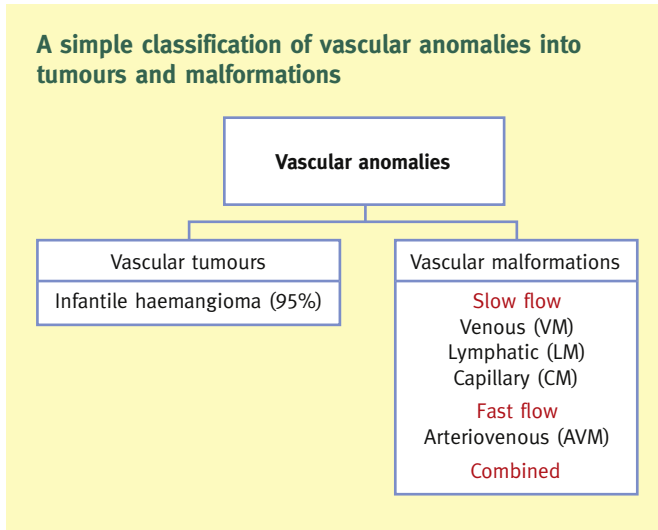 A simple classification of vascular anomalies into
tumours and malformations
Vascular anomalies
Vascular tumours
Infantile haemangioma (95%)
Vascular malformations
Slow flow
Venous (VM)
Lymphatic (LM)
Capillary (CM)
Fast flow
Arteriovenous (AVM)
Combined